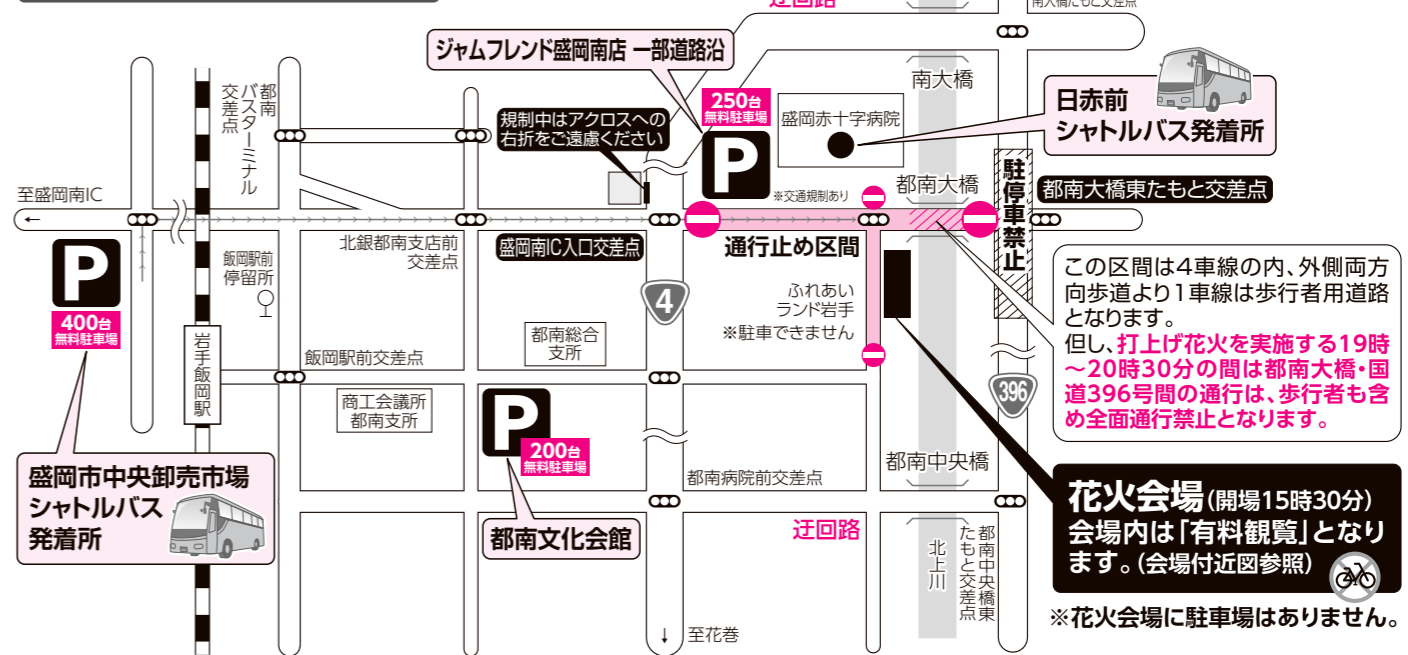 迂回路
南大橋たもと交差点
ジャムフレンド盛岡南店 一部道路沿
都南
バスターミナル
交差点
規制中はアクロスへの
右折をご遠慮ください
250台
無料駐車場
P
盛岡赤十字病院
※交通規制あり
南大橋
日赤前
シャトルバス発着所
至盛岡南IC
←
都南大橋
駐停車禁止
都南大橋東たもと交差点
P
400台
無料駐車場
飯岡駅前
停留所
北銀都南支店前
交差点
盛岡南IC入口交差点
通行止め区間
4
ふれあい
ランド岩手
※駐車できません
この区間は4車線の内、外側両方
向歩道より1車線は歩行者用道路
となります。
但し、打上げ花火を実施する19時
~20時30分の間は都南大橋・国
道396号間の通行は、歩行者も含
め全面通行禁止となります。
岩手飯岡駅
飯岡駅前交差点
都南総合
支所
商工会議所
都南支所
396
P
200台
無料駐車場
盛岡市中央卸売市場
シャトルバス
発着所
都南文化会館
都南病院前交差点
都南中央橋
迂回路
北上川
都南中央橋東
たもと交差点
花火会場(開場15時30分)
会場内は「有料観覧」となり
ます。(会場付近図参照)
※花火会場に駐車場はありません。
↓ 至花巻